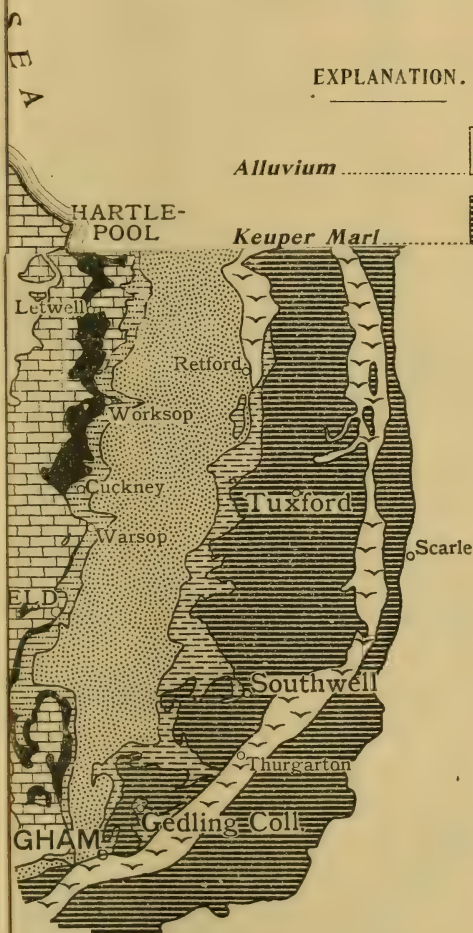 SEA
EXPLANATION.
Alluvium
HARTLE-
POOL
Keuper Marl
Letwell
Retford
Worksop
Cuckney
Tuxford
Warsop
Scarle
ELD
Southwell
Thurgarton
Gedling Coll.
GHAM